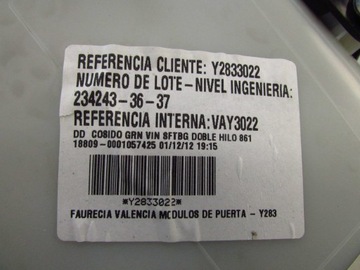 REFERENCIA CLIENTE: Y2833022
NUMERO DE LOTE-NIVEL INGENIERIA:
234243-36-37
REFERENCIA INTERNA: VAY3022
DD COSIDO GRN VIN SFTBG DOBLE HILO 861
18809-0001057425 01/12/12 19:15
*Y2833022*
FAURECIA VALENCIA MODULOS DE PUERTA - Y283